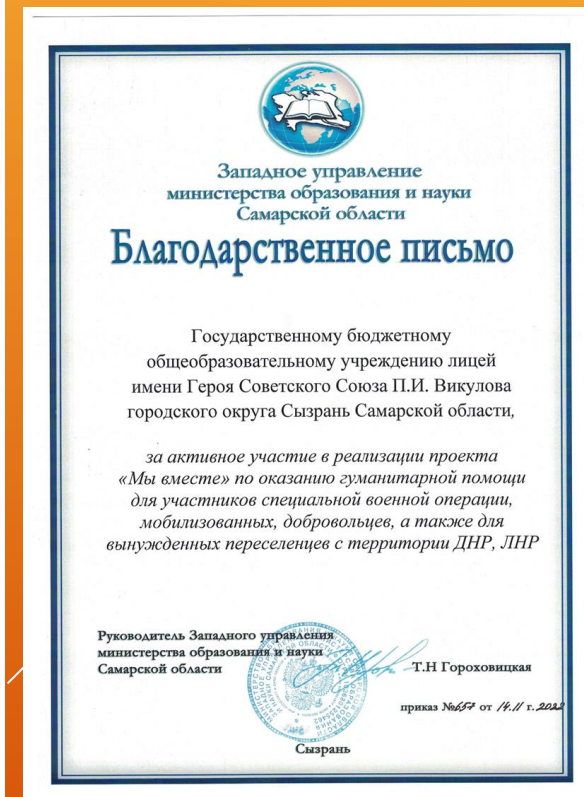 Западное управление
министерства образования и науки
Самарской области
Благодарственное письмо
Государственному бюджетному
общеобразовательному учреждению лицей
имени Героя Советского Союза П.И. Викулова
городского округа Сызрань Самарской области,
за активное участие в реализации проекта
«Мы вместе» по оказанию гуманитарной помощи
для участников специальной военной операции,
мобилизованных, добровольцев, а также для
вынужденных переселенцев с территории ДНР, ЛНР
Руководитель Западного управления
министерства образования и науки
Самарской области
Т.Н Гороховицкая
приказ №657 от 14.11 г. 2022
Сызрань